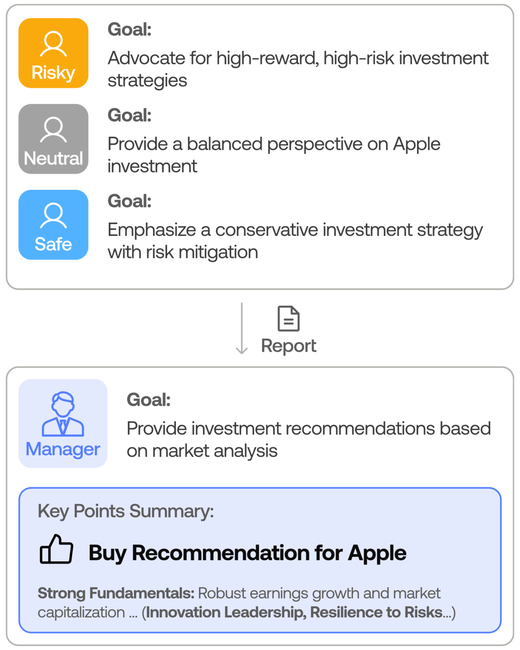 Goal:
Risky
Advocate for high-reward, high-risk investment
strategies
Goal:
Neutral
Provide a balanced perspective on Apple
investment
Goal:
Safe
Emphasize a conservative investment strategy
with risk mitigation
Report
Goal:
Manager
Provide investment recommendations based
on market analysis
Key Points Summary:
Buy Recommendation for Apple
Strong Fundamentals: Robust earnings growth and market
capitalization ... (Innovation Leadership, Resilience to Risks...)